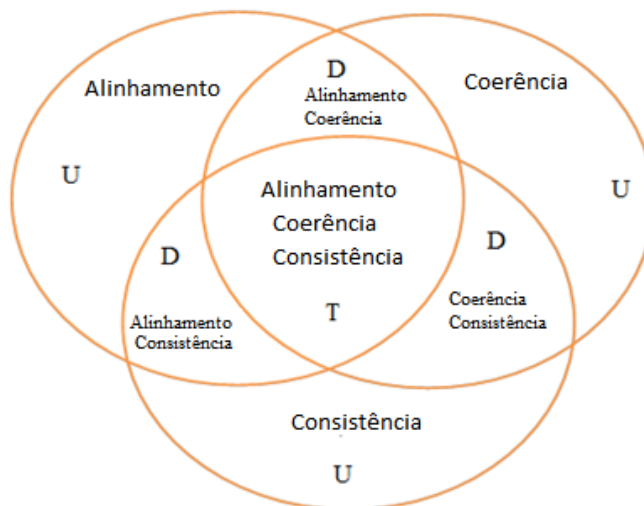 Alinhamento
U
D
Alinhamento
Coerência
Coerência
U
Alinhamento
Coerência
Consistência
T
D
Alinhamento
Consistência
D
Coerência
Consistência
Consistência
U